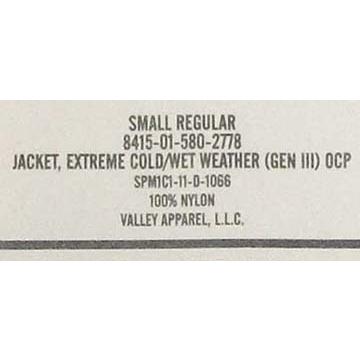 SMALL REGULAR
8415-01-580-2778
JACKET, EXTREME COLD/WET WEATHER (GEN III) OCP
SPM1C1-11-D-1066
100% NYLON
VALLEY APPAREL, L.L.C.